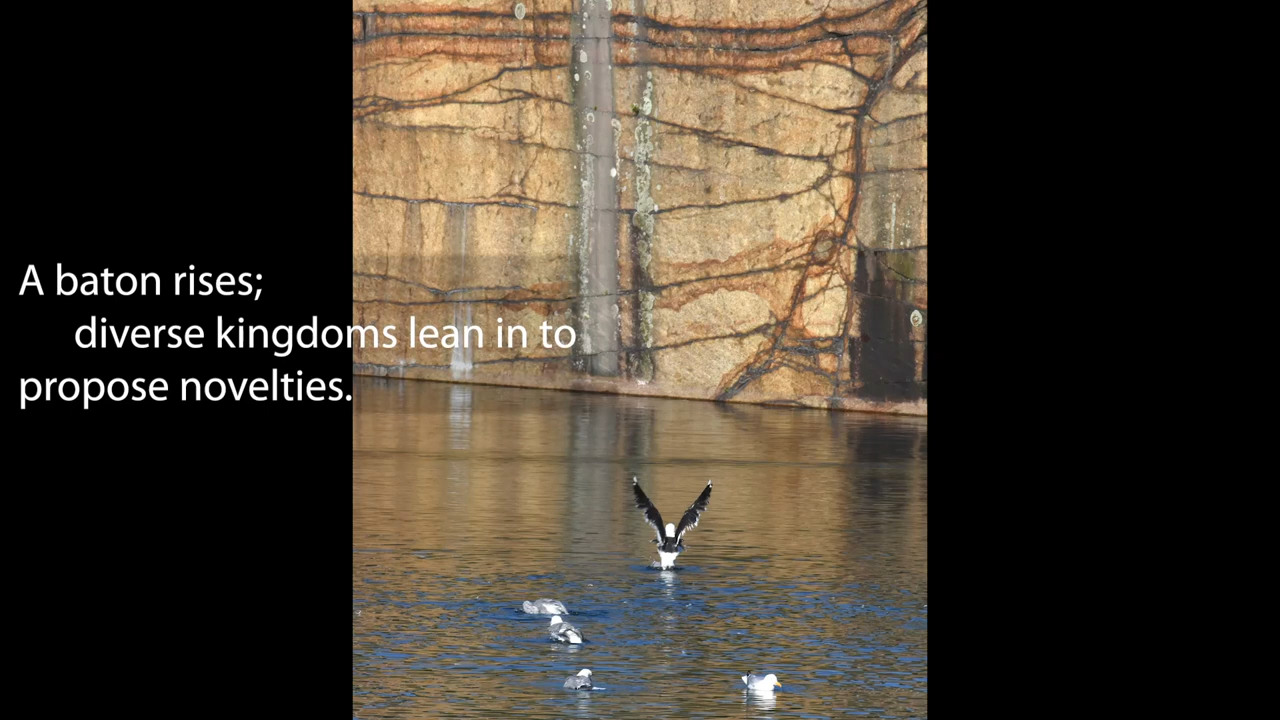 A baton rises;
diverse kingdoms lean in to
propose novelties.